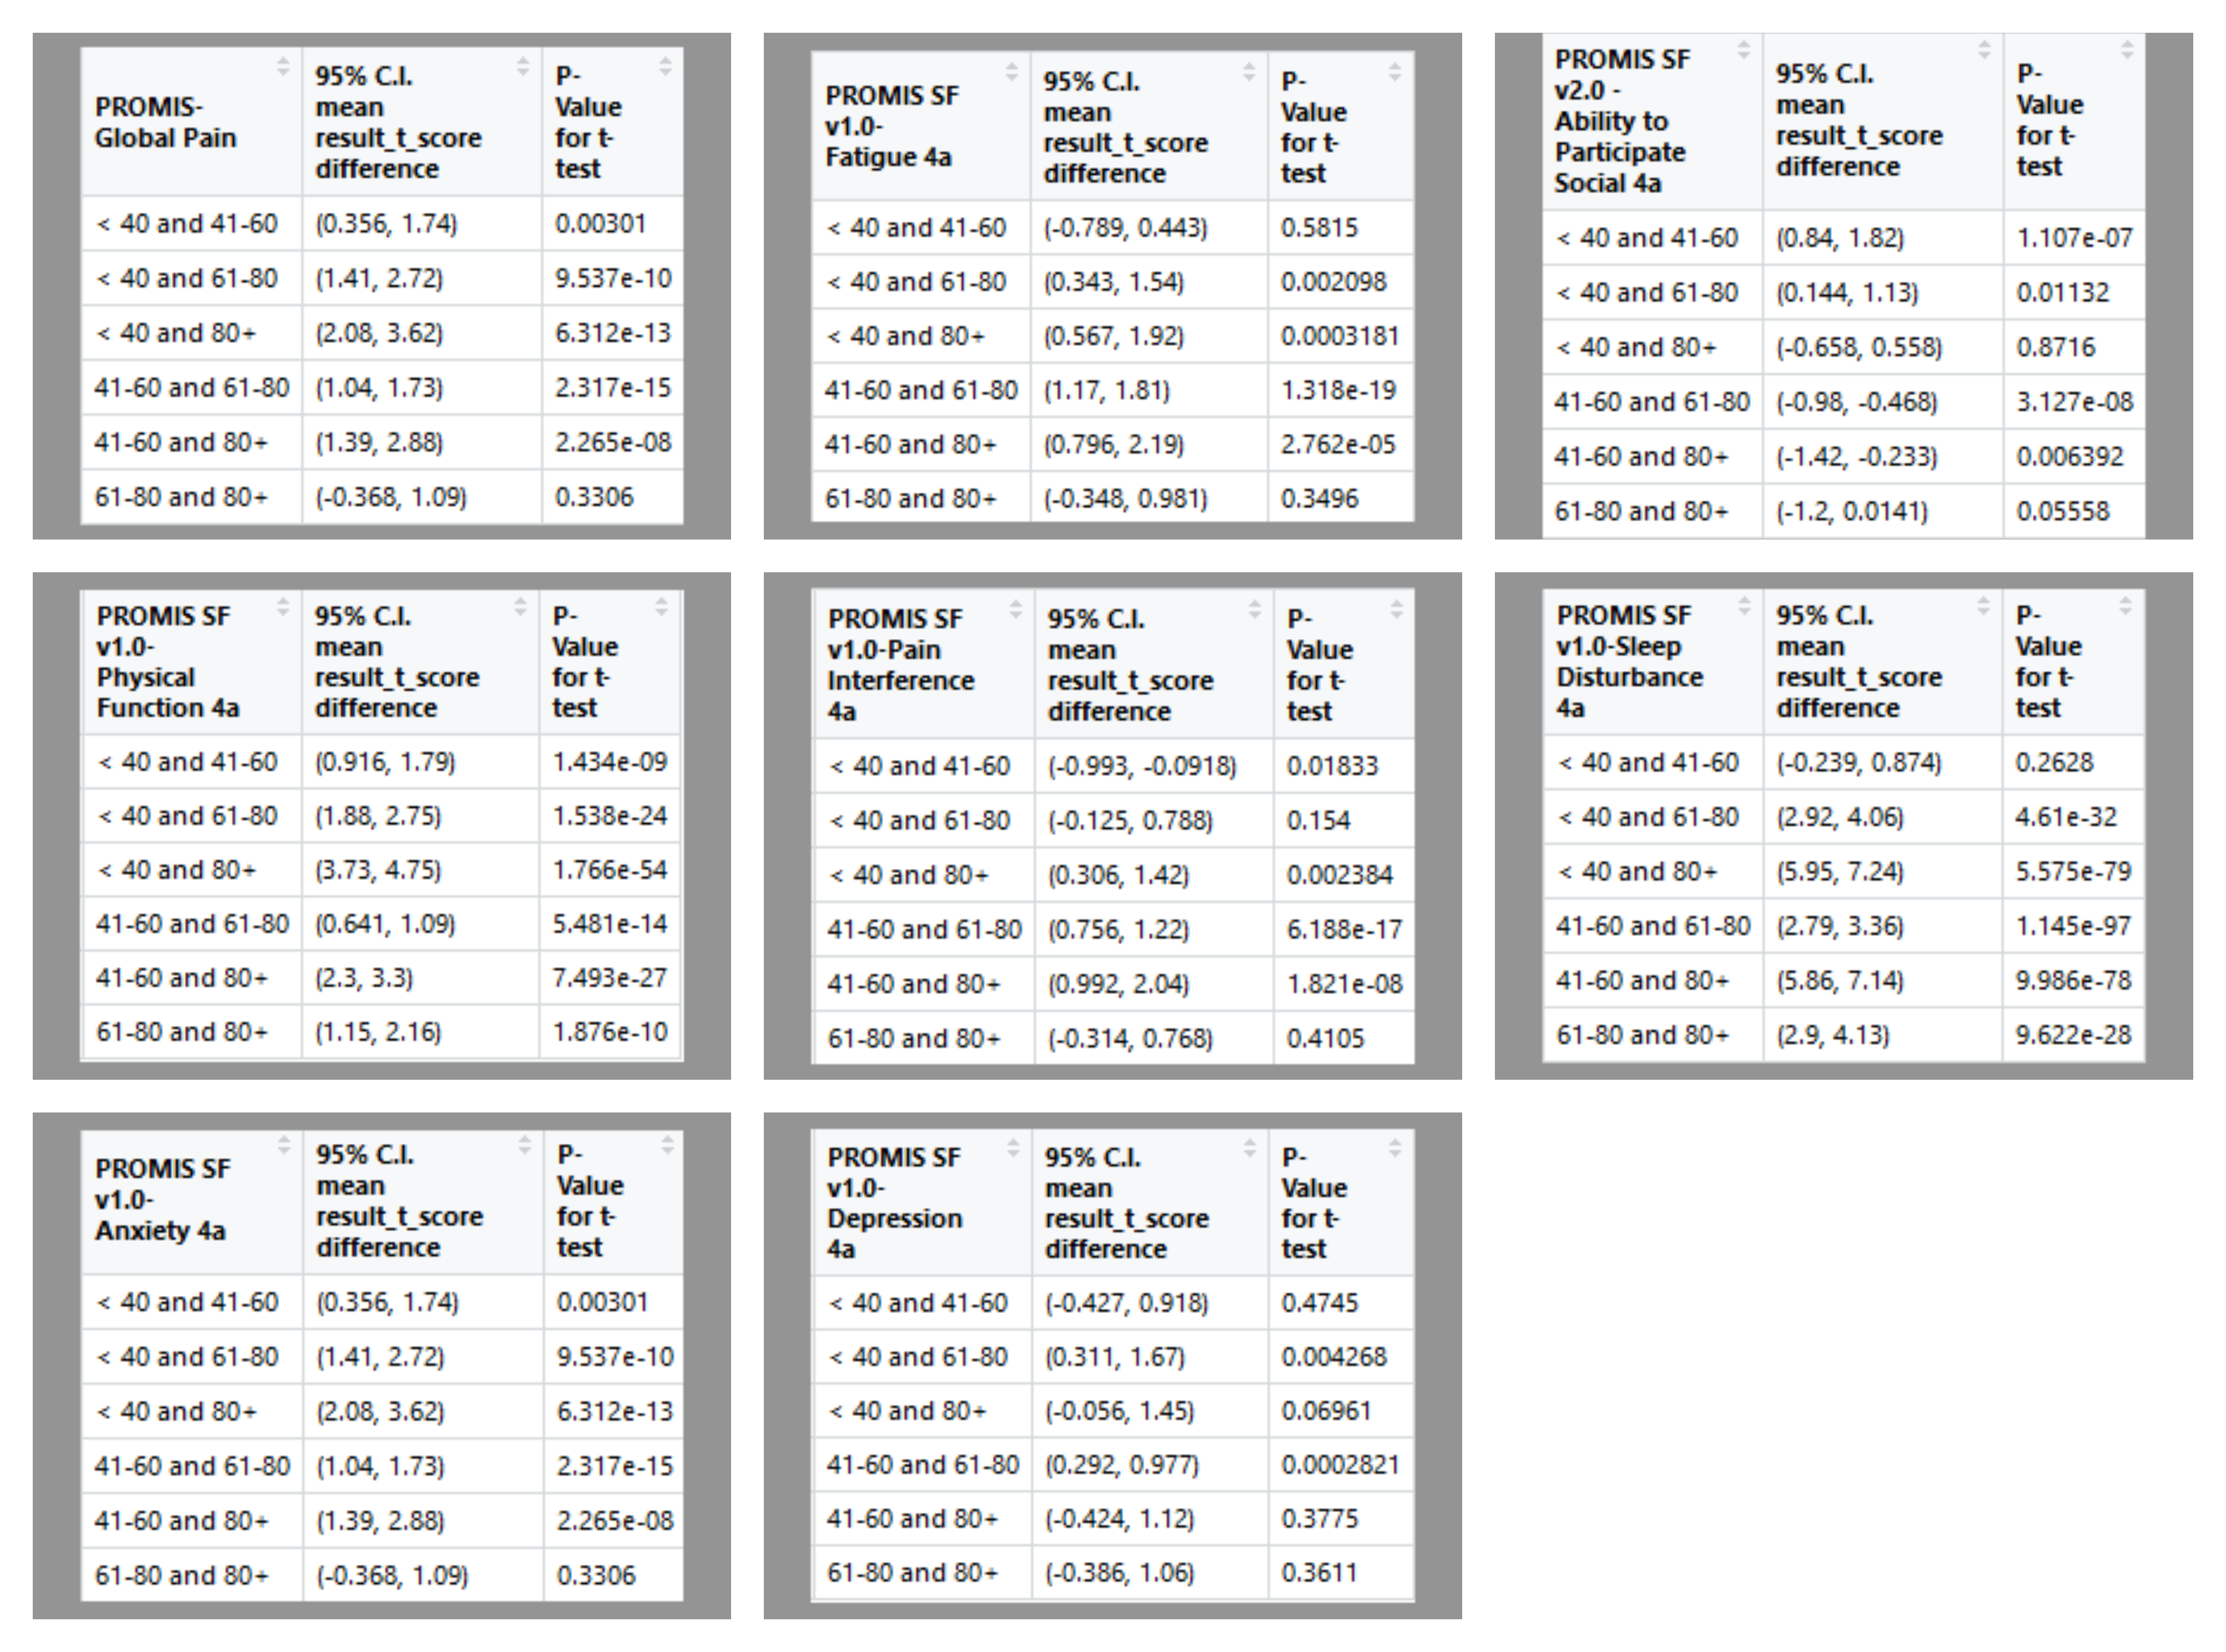 PROMIS-
Global Pain
95% C.I.
mean
result_t_score
difference
P-
Value
for t-
test
< 40 and 41-60 (0.356, 1.74) 0.00301
< 40 and 61-80 (1.41, 2.72) 9.537e-10
< 40 and 80+ (2.08, 3.62) 6.312e-13
41-60 and 61-80 (1.04, 1.73) 2.317e-15
41-60 and 80+ (1.39, 2.88) 2.265e-08
61-80 and 80+ (-0.368, 1.09) 0.3306
PROMIS SF
v1.0-
Fatigue 4a
95% C.I.
mean
result_t_score
difference
P-
Value
for t-
test
< 40 and 41-60 (-0.789, 0.443) 0.5815
< 40 and 61-80 (0.343, 1.54) 0.002098
< 40 and 80+ (0.567, 1.92) 0.0003181
41-60 and 61-80 (1.17, 1.81) 1.318e-19
41-60 and 80+ (0.796, 2.19) 2.762e-05
61-80 and 80+ (-0.348, 0.981) 0.3496
PROMIS SF
v2.0 -
Ability to
Participate
Social 4a
95% C.I.
mean
result_t_score
difference
P-
Value
for t-
test
< 40 and 41-60 (0.84, 1.82) 1.107e-07
< 40 and 61-80 (0.144, 1.13) 0.01132
< 40 and 80+ (-0.658, 0.558) 0.8716
41-60 and 61-80 (-0.98, -0.468) 3.127e-08
41-60 and 80+ (-1.42, -0.233) 0.006392
61-80 and 80+ (-1.2, 0.0141) 0.05558
PROMIS SF
v1.0-
Physical
Function 4a
95% C.I.
mean
result_t_score
difference
P-
Value
for t-
test
< 40 and 41-60 (0.916, 1.79) 1.434e-09
< 40 and 61-80 (1.88, 2.75) 1.538e-24
< 40 and 80+ (3.73, 4.75) 1.766e-54
41-60 and 61-80 (0.641, 1.09) 5.481e-14
41-60 and 80+ (2.3, 3.3) 7.493e-27
61-80 and 80+ (1.15, 2.16) 1.876e-10
PROMIS SF
v1.0-Pain
Interference
4a
95% C.I.
mean
result_t_score
difference
P-
Value
for t-
test
< 40 and 41-60 (-0.993, -0.0918) 0.01833
< 40 and 61-80 (-0.125, 0.788) 0.154
< 40 and 80+ (0.306, 1.42) 0.002384
41-60 and 61-80 (0.756, 1.22) 6.188e-17
41-60 and 80+ (0.992, 2.04) 1.821e-08
61-80 and 80+ (-0.314, 0.768) 0.4105
PROMIS SF
v1.0-Sleep
Disturbance
4a
95% C.I.
mean
result_t_score
difference
P-
Value
for t-
test
< 40 and 41-60 (-0.239, 0.874) 0.2628
< 40 and 61-80 (2.92, 4.06) 4.61e-32
< 40 and 80+ (5.95, 7.24) 5.575e-79
41-60 and 61-80 (2.79, 3.36) 1.145e-97
41-60 and 80+ (5.86, 7.14) 9.986e-78
61-80 and 80+ (2.9, 4.13) 9.622e-28
PROMIS SF
v1.0-
Anxiety 4a
95% C.I.
mean
result_t_score
difference
P-
Value
for t-
test
< 40 and 41-60 (0.356, 1.74) 0.00301
< 40 and 61-80 (1.41, 2.72) 9.537e-10
< 40 and 80+ (2.08, 3.62) 6.312e-13
41-60 and 61-80 (1.04, 1.73) 2.317e-15
41-60 and 80+ (1.39, 2.88) 2.265e-08
61-80 and 80+ (-0.368, 1.09) 0.3306
PROMIS SF
v1.0-
Depression
4a
95% C.I.
mean
result_t_score
difference
P-
Value
for t-
test
< 40 and 41-60 (-0.427, 0.918) 0.4745
< 40 and 61-80 (0.311, 1.67) 0.004268
< 40 and 80+ (-0.056, 1.45) 0.06961
41-60 and 61-80 (0.292, 0.977) 0.0002821
41-60 and 80+ (-0.424, 1.12) 0.3775
61-80 and 80+ (-0.386, 1.06) 0.3611